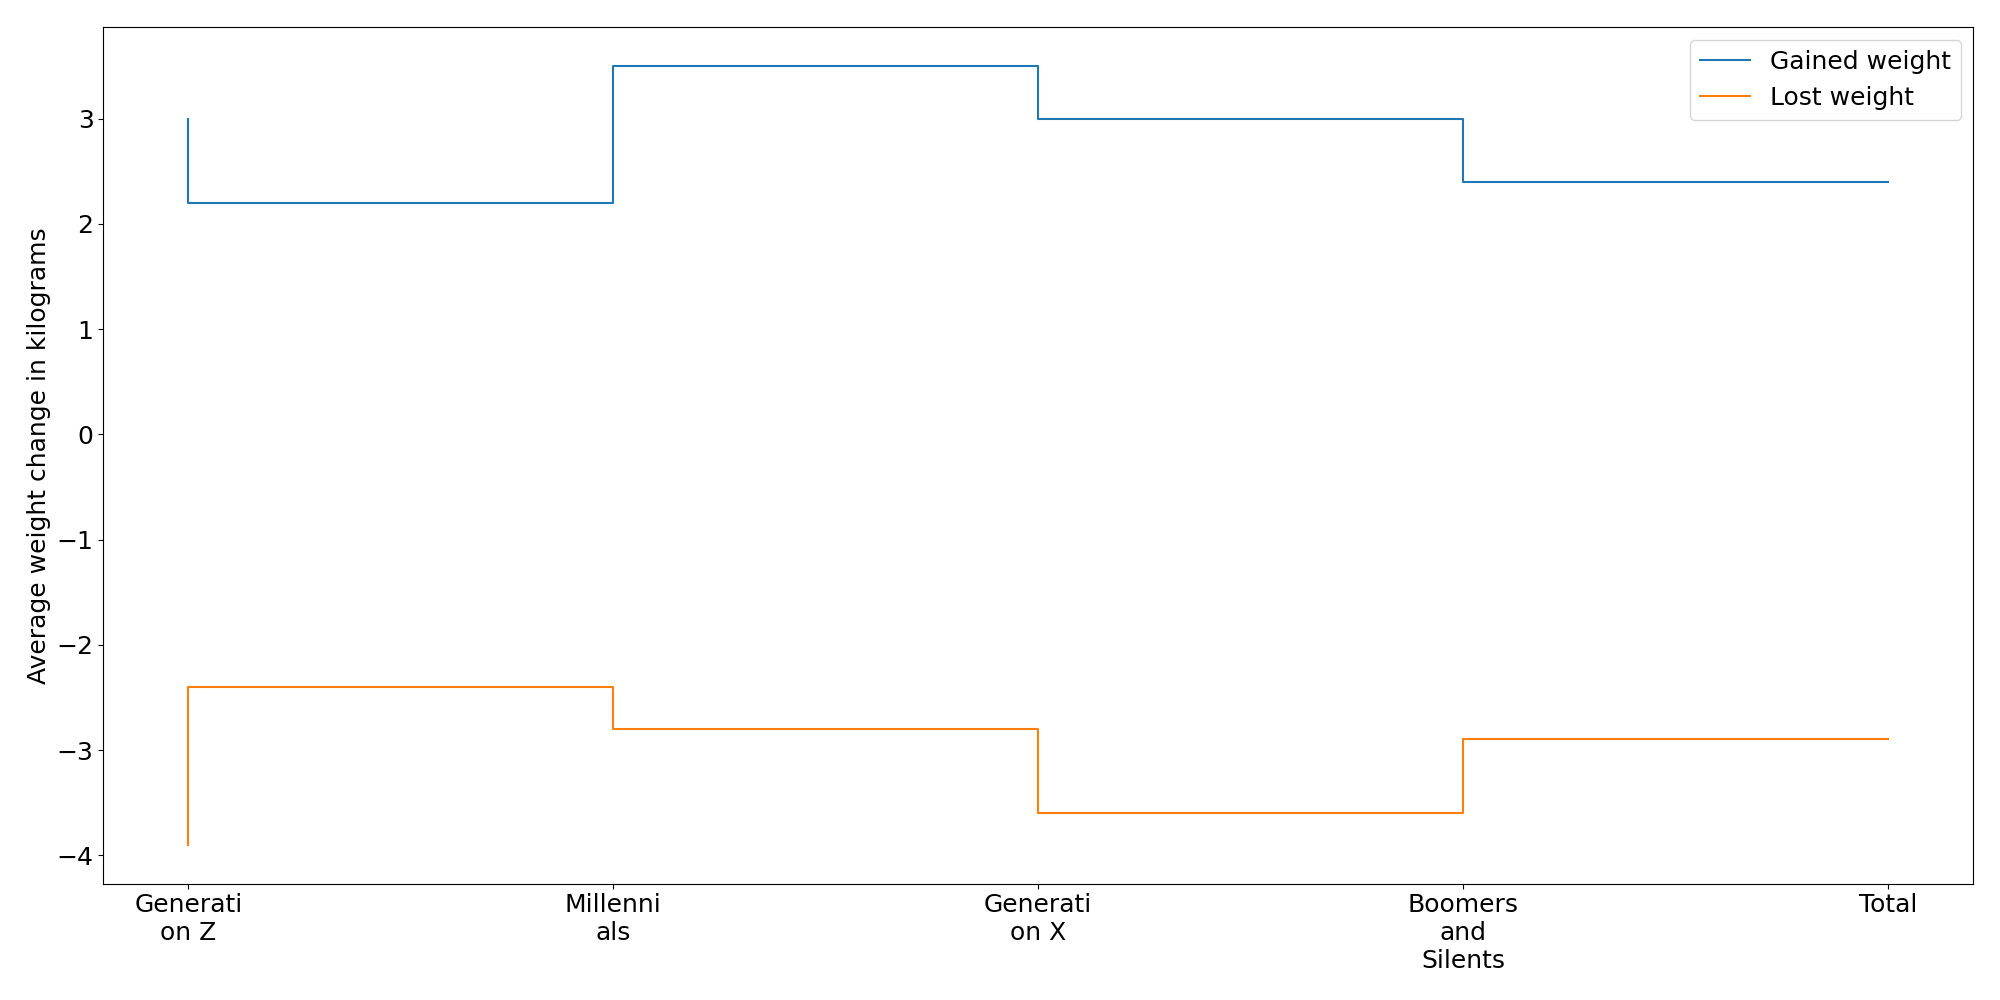 Gained weight
Lost weight
Average weight change in kilograms
3
2
1
0
−1
−2
−3
−4
Generati
on Z
Millenni
als
Generati
on X
Boomers
and
Silents
Total